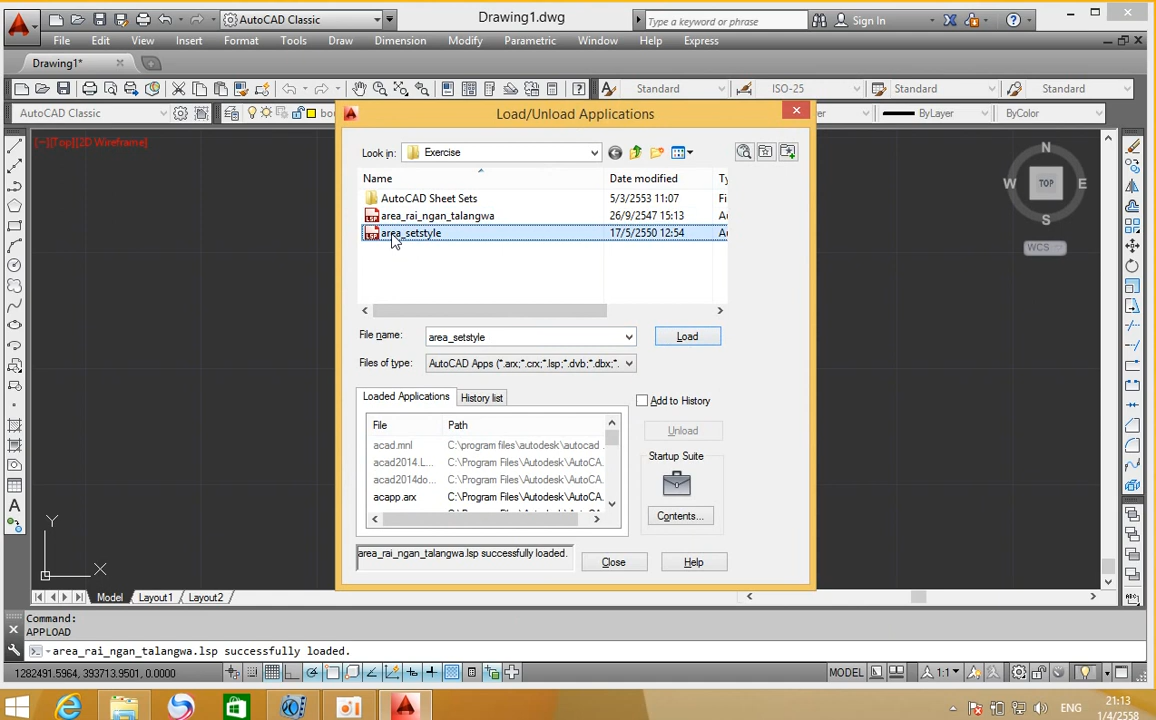 AutoCAD Classic
Drawing1.dwg
Type a keyword or phrase
Sign In
File Edit View Insert Format Tools Draw Dimension Modify Parametric Window Help Express
Drawing1*
Standard
ISO-25
Standard
Standard
AutoCAD Classic
ByLayer
ByColor
[−][Top][2D Wireframe]
Load/Unload Applications
Look in:
Exercise
Name
Date modified
AutoCAD Sheet Sets
5/3/2553 11:07
area_rai_ngan_talangwa
26/9/2547 15:13
area_setstyle
17/5/2550 12:54
File name:
area_setstyle
Load
Files of type:
AutoCAD Apps (*.arx;*.crx;*.lsp;*.dvb;*.dbx;*.
Loaded Applications
History list
Add to History
File
Path
acad.mnl
C:\program files\autodesk\autocad
acad2014.L...
C:\Program Files\Autodesk\AutoCA.
acad2014do...
C:\Program Files\Autodesk\AutoCA.
acapp.arx
C:\Program Files\Autodesk\AutoCA.
Unload
Startup Suite
Contents...
area_rai_ngan_talangwa.lsp successfully loaded.
Close
Help
N
W
TOP
E
S
WCS
Y
X
Model
Layout1
Layout2
Command:
APPLOAD
area_rai_ngan_talangwa.lsp successfully loaded.
1282491.5964, 393713.9501, 0.0000
MODEL
1:1
ENG
21:13
1/4/2558